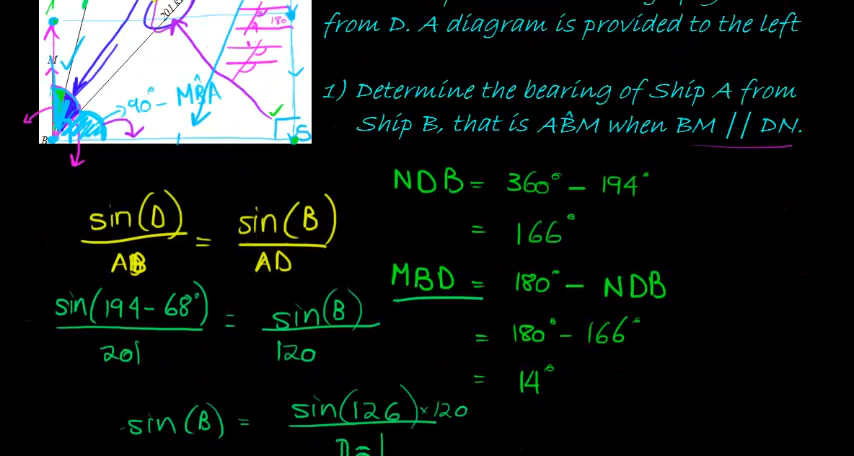 from D. A diagram is provided to the left
1) Determine the bearing of Ship A from
Ship B, that is AB̂M when BM // DN.
180°
M
90° - MB̂A
S
NDB = 360° - 194°
= 166°
MBD = 180° - NDB
= 180° - 166°
= 14°
sin(D) / AB = sin(B) / AD
sin(194 - 68°) / 201 = sin(B) / 120
sin(B) = sin(126) × 120